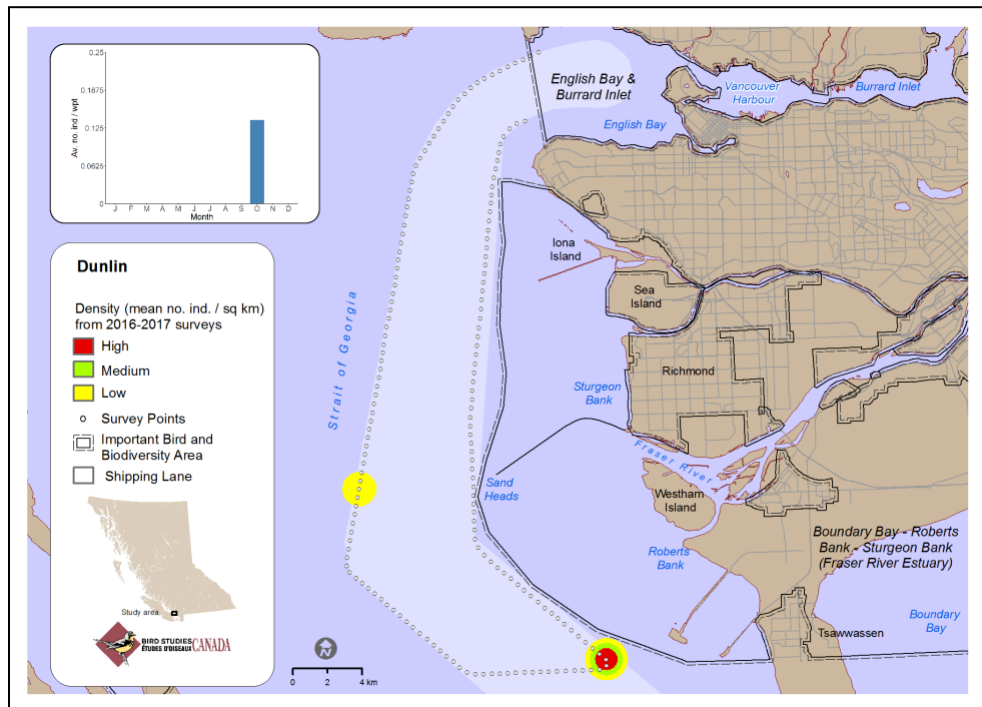 0.25
0.1875
0.125
0.0625
0
Av. no. ind / wpt
J F M A M J J A S O N D
Month
English Bay &
Burrard Inlet
Vancouver
Harbour
Burrard Inlet
English Bay
Iona
Island
Sea
Island
Strait of Georgia
Richmond
Sturgeon
Bank
Fraser River
Sand
Heads
Westham
Island
Roberts
Bank
Boundary Bay - Roberts
Bank - Sturgeon Bank
(Fraser River Estuary)
Boundary
Bay
Tsawwassen
Dunlin
Density (mean no. ind. / sq km)
from 2016-2017 surveys
High
Medium
Low
Survey Points
Important Bird and
Biodiversity Area
Shipping Lane
Study area
BIRD STUDIES
ÉTUDES D'OISEAUX
CANADA
N
0 2 4 km